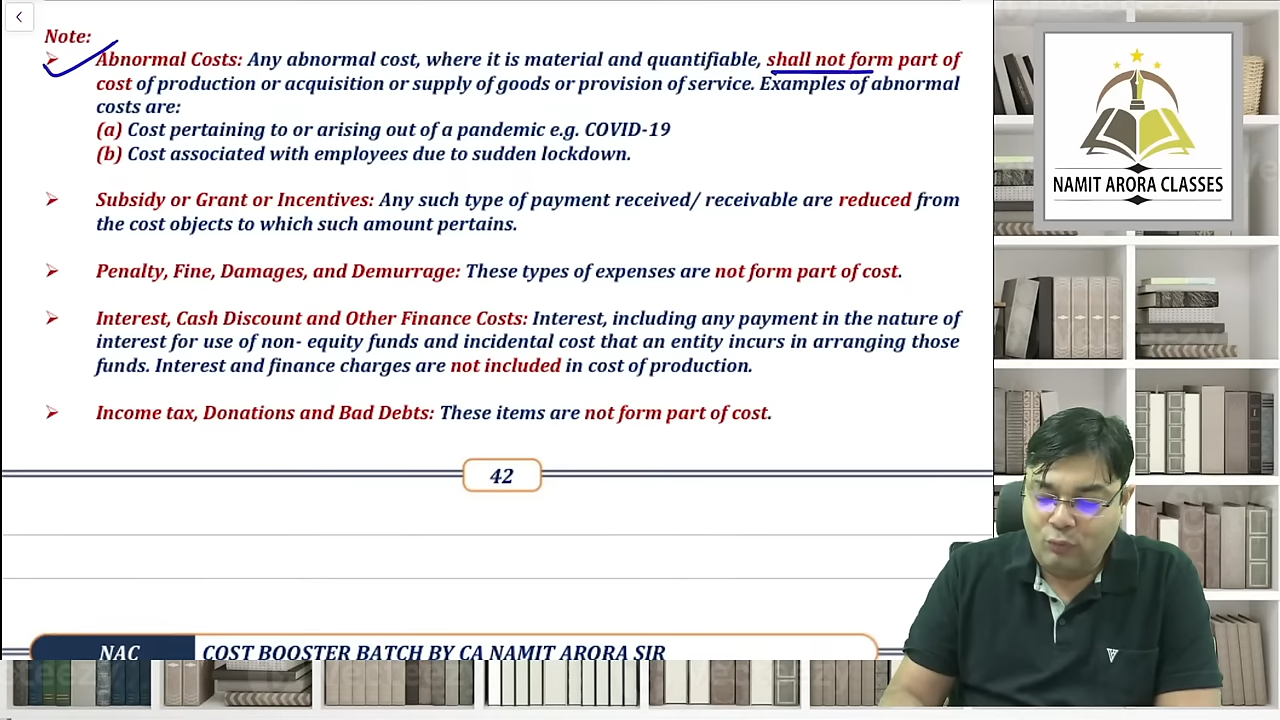 Note:
Abnormal Costs: Any abnormal cost, where it is material and quantifiable, shall not form part of
cost of production or acquisition or supply of goods or provision of service. Examples of abnormal
costs are:
(a) Cost pertaining to or arising out of a pandemic e.g. COVID-19
(b) Cost associated with employees due to sudden lockdown.
Subsidy or Grant or Incentives: Any such type of payment received/ receivable are reduced from
the cost objects to which such amount pertains.
Penalty, Fine, Damages, and Demurrage: These types of expenses are not form part of cost.
Interest, Cash Discount and Other Finance Costs: Interest, including any payment in the nature of
interest for use of non- equity funds and incidental cost that an entity incurs in arranging those
funds. Interest and finance charges are not included in cost of production.
Income tax, Donations and Bad Debts: These items are not form part of cost.
42
NAC COST BOOSTER BATCH BY CA NAMIT ARORA SIR
NAMIT ARORA CLASSES